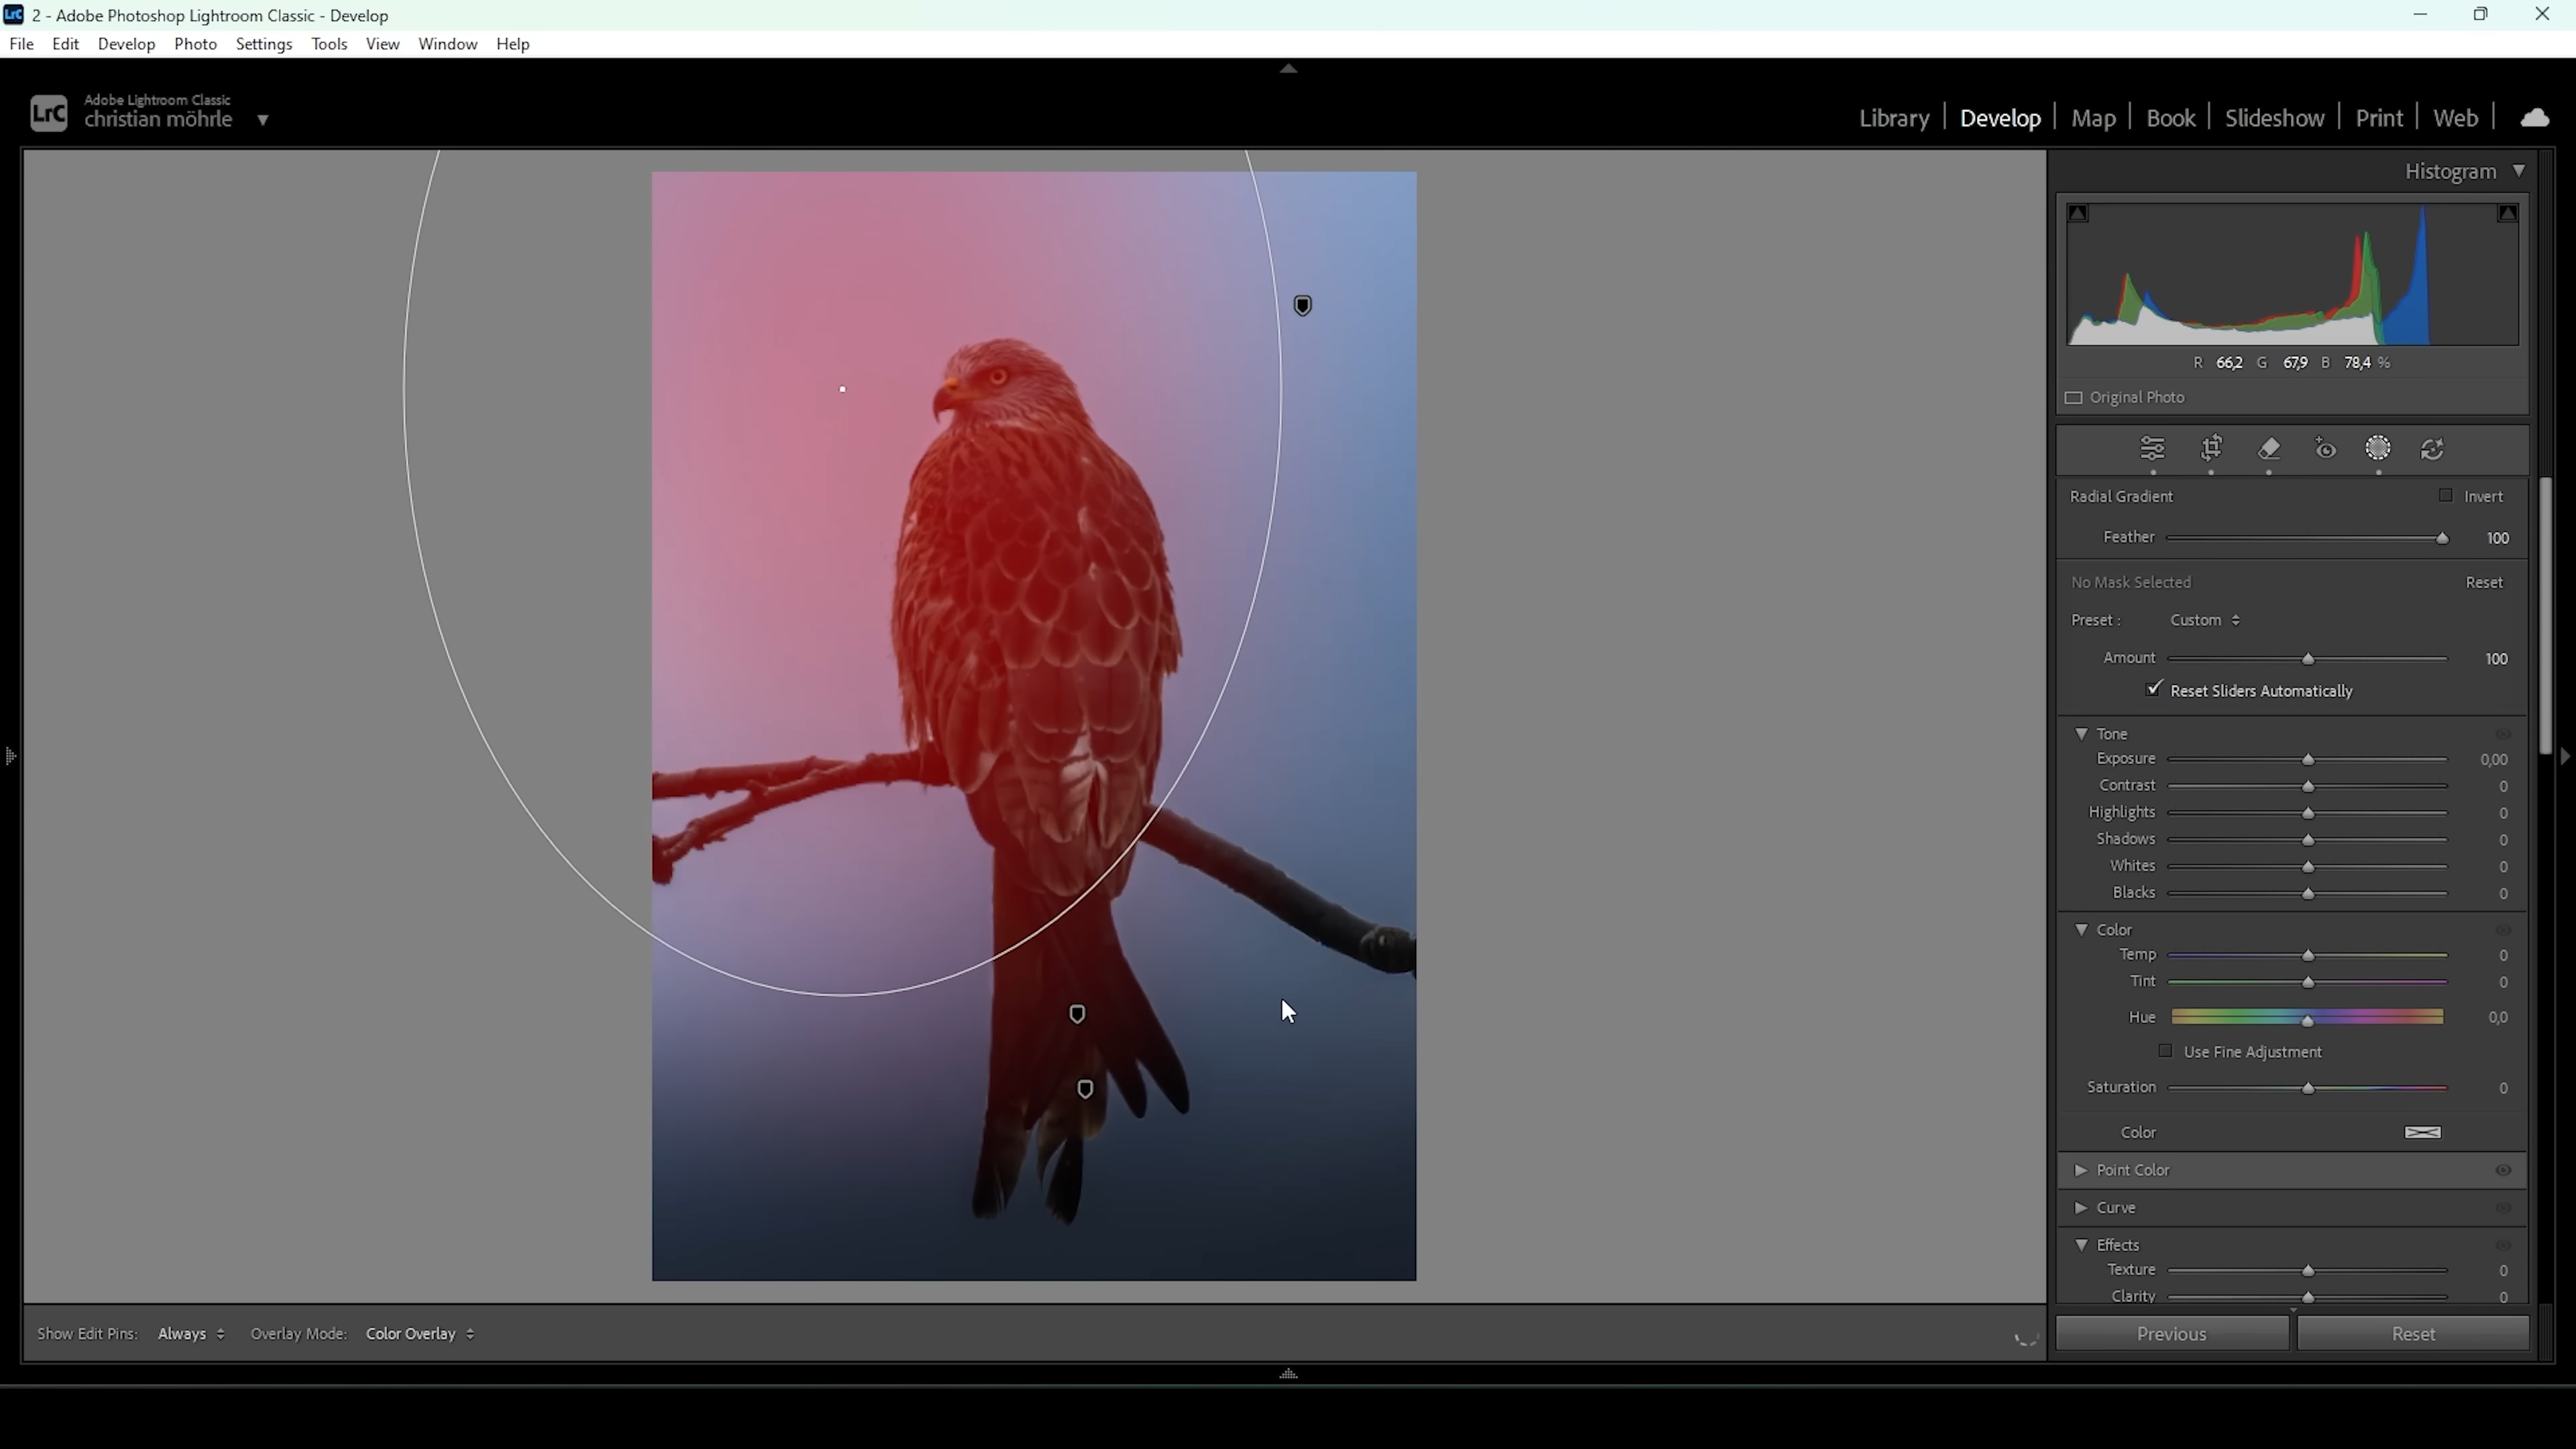 2 - Adobe Photoshop Lightroom Classic - Develop
File Edit Develop Photo Settings Tools View Window Help
LrC
Adobe Lightroom Classic
christian möhrle
Library | Develop | Map | Book | Slideshow | Print | Web |
Histogram
R 66,2 G 67,9 B 78,4 %
Original Photo
Radial Gradient Invert
Feather 100
No Mask Selected Reset
Preset : Custom
Amount 100
Reset Sliders Automatically
Tone
Exposure 0,00
Contrast 0
Highlights 0
Shadows 0
Whites 0
Blacks 0
Color
Temp 0
Tint 0
Hue 0,0
Use Fine Adjustment
Saturation 0
Color
Point Color
Curve
Effects
Texture 0
Clarity 0
Show Edit Pins: Always Overlay Mode: Color Overlay
Previous Reset